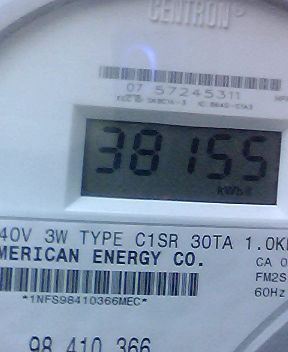 CENTRON®
07 57245311
38155
kWh
40V 3W TYPE C1SR 30TA 1.0K
MERICAN ENERGY CO.
CA 0
FM2S
60Hz
*1NFS98410366MEC*
98 410 366